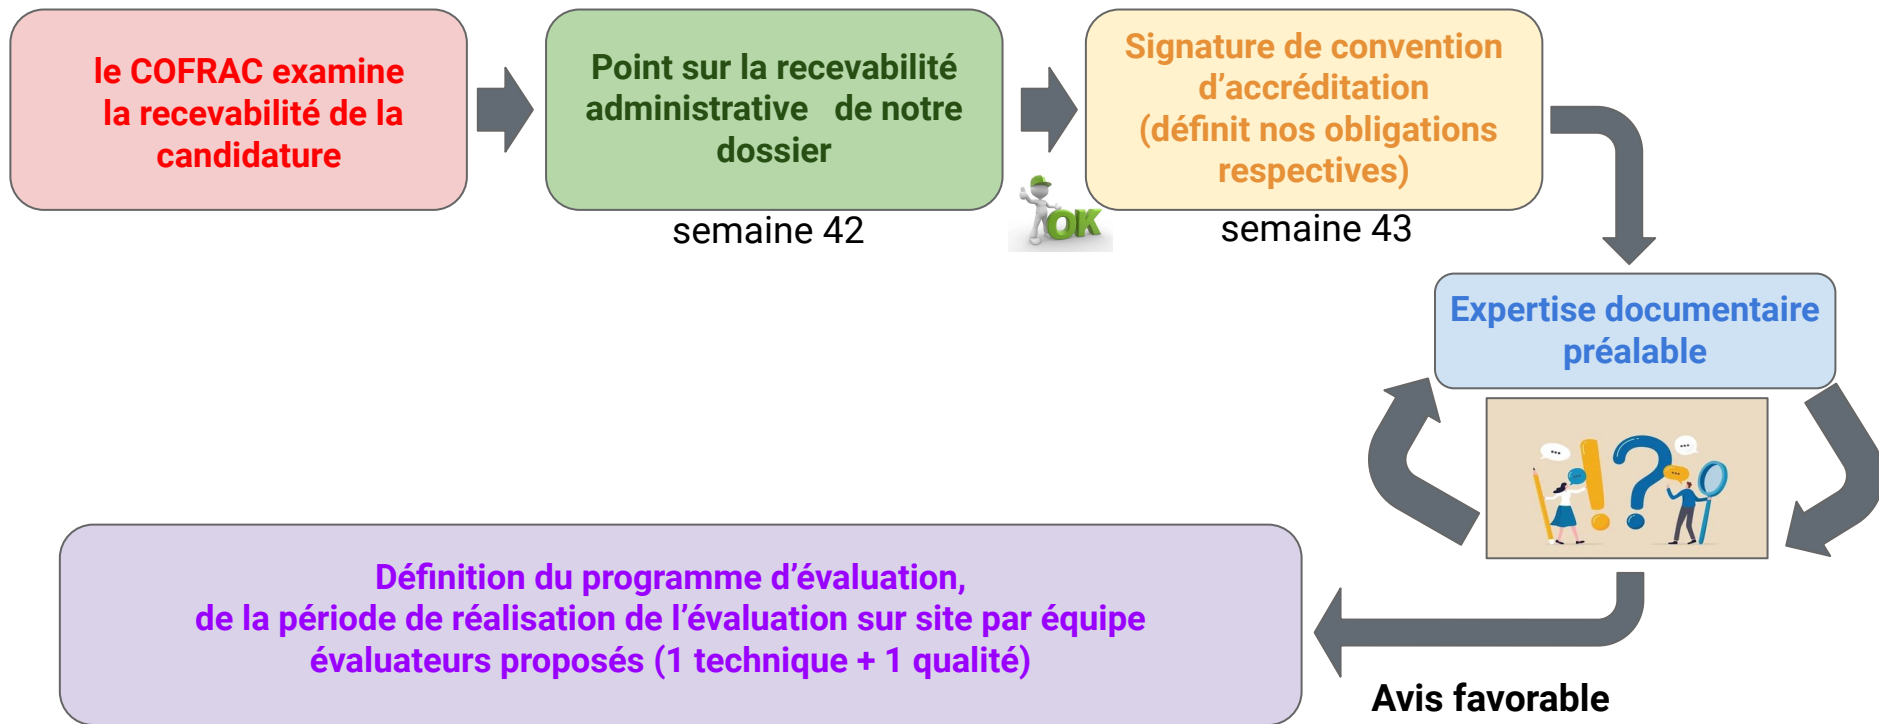 le COFRAC examine
la recevabilité de la
candidature
Point sur la recevabilité
administrative de notre
dossier
semaine 42
OK
Signature de convention
d’accréditation
(définit nos obligations
respectives)
semaine 43
Expertise documentaire
préalable
!?
Avis favorable
Définition du programme d’évaluation,
de la période de réalisation de l’évaluation sur site par équipe
évaluateurs proposés (1 technique + 1 qualité)